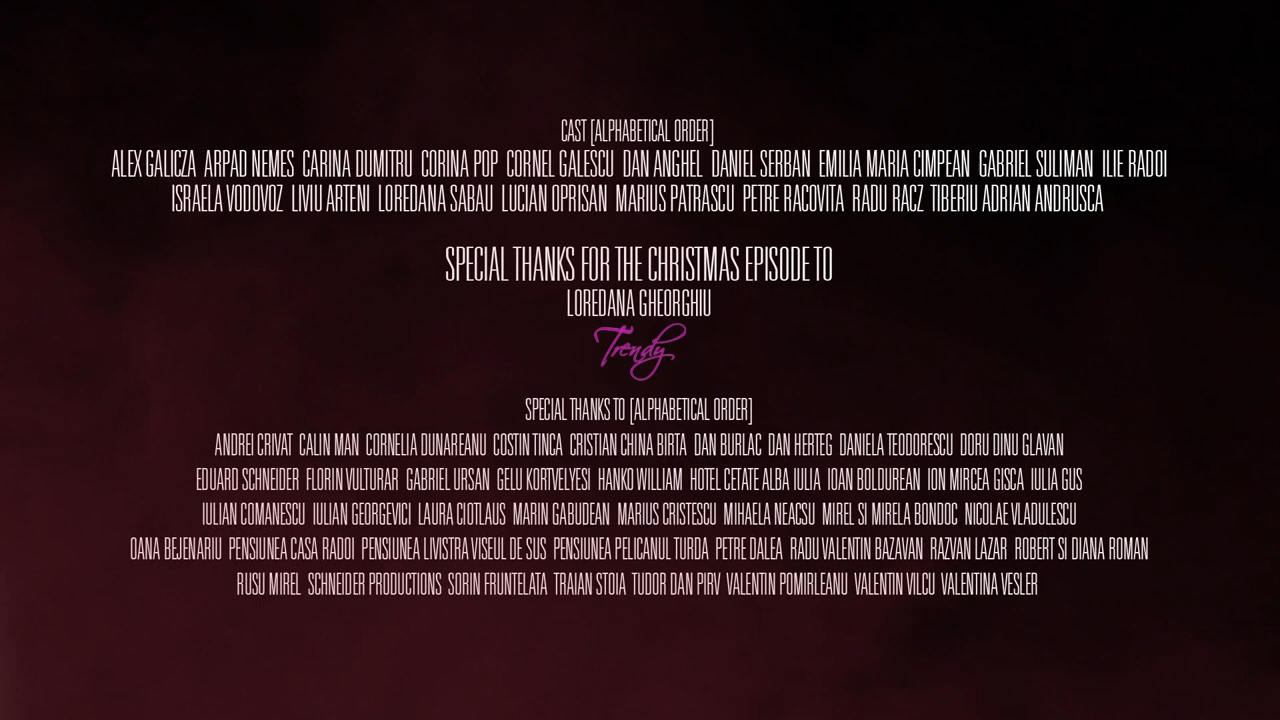 CAST [ALPHABETICAL ORDER]
ALEX GALICZA ARPAD NEMES CARINA DUMITRU CORINA POP CORNEL GALESCU DAN ANGHEL DANIEL SERBAN EMILIA MARIA CIMPEAN GABRIEL SULIMAN ILIE RADOI
ISRAELA VODOVOZ LIVIU ARTENI LOREDANA SABAU LUCIAN OPRISAN MARIUS PATRASCU PETRE RACOVITA RADU RACZ TIBERIU ADRIAN ANDRUSCA
SPECIAL THANKS FOR THE CHRISTMAS EPISODE TO
LOREDANA GHEORGHIU
Trendy
SPECIAL THANKS TO [ALPHABETICAL ORDER]
ANDREI CRIVAT CALIN MAN CORNELIA DUNAREANU COSTIN TINCA CRISTIAN CHINA BIRTA DAN BURLAC DAN HERTEG DANIELA TEODORESCU DORU DINU GLAVAN
EDUARD SCHNEIDER FLORIN VULTURAR GABRIEL URSAN GELU KORTVELYESI HANKO WILLIAM HOTEL CETATE ALBA IULIA IOAN BOLDUREAN ION MIRCEA GISCA IULIA GUS
IULIAN COMANESCU IULIAN GEORGEVICI LAURA CIOTLAUS MARIN GABUDEAN MARIUS CRISTESCU MIHAELA NEACSU MIREL SI MIRELA BONDOC NICOLAE VLADULESCU
OANA BEJENARIU PENSIUNEA CASA RADOI PENSIUNEA LIVISTRA VISEUL DE SUS PENSIUNEA PELICANUL TURDA PETRE DALEA RADU VALENTIN BAZAVAN RAZVAN LAZAR ROBERT SI DIANA ROMAN
RUSU MIREL SCHNEIDER PRODUCTIONS SORIN FRUNTELATA TRAIAN STOIA TUDOR DAN PIRV VALENTIN POMIRLEANU VALENTIN VILCU VALENTINA VESLER